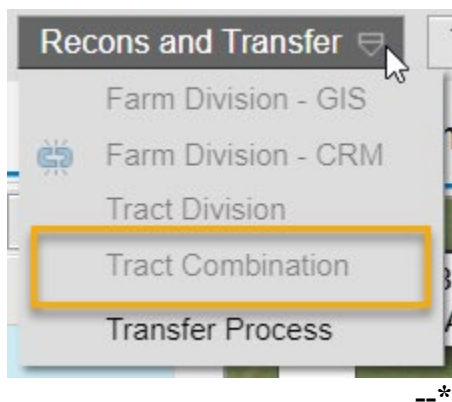 Recons and Transfer
Farm Division - GIS
Farm Division - CRM
Tract Division
Tract Combination
Transfer Process
--*